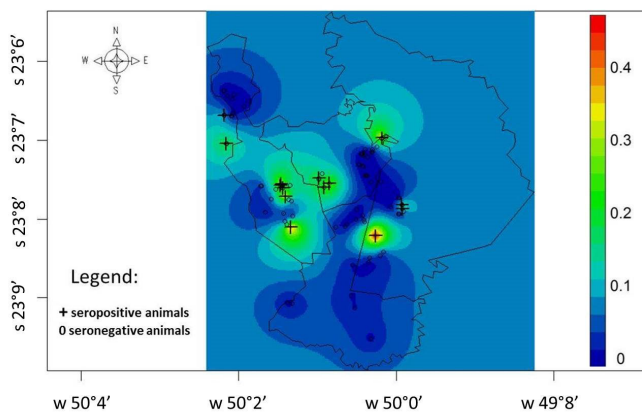 N
W E
S
s 23°6'
s 23°7'
s 23°8'
s 23°9'
Legend:
+ seropositive animals
0 seronegative animals
w 50°4'
w 50°2'
w 50°0'
w 49°8'
0.4
0.3
0.2
0.1
0